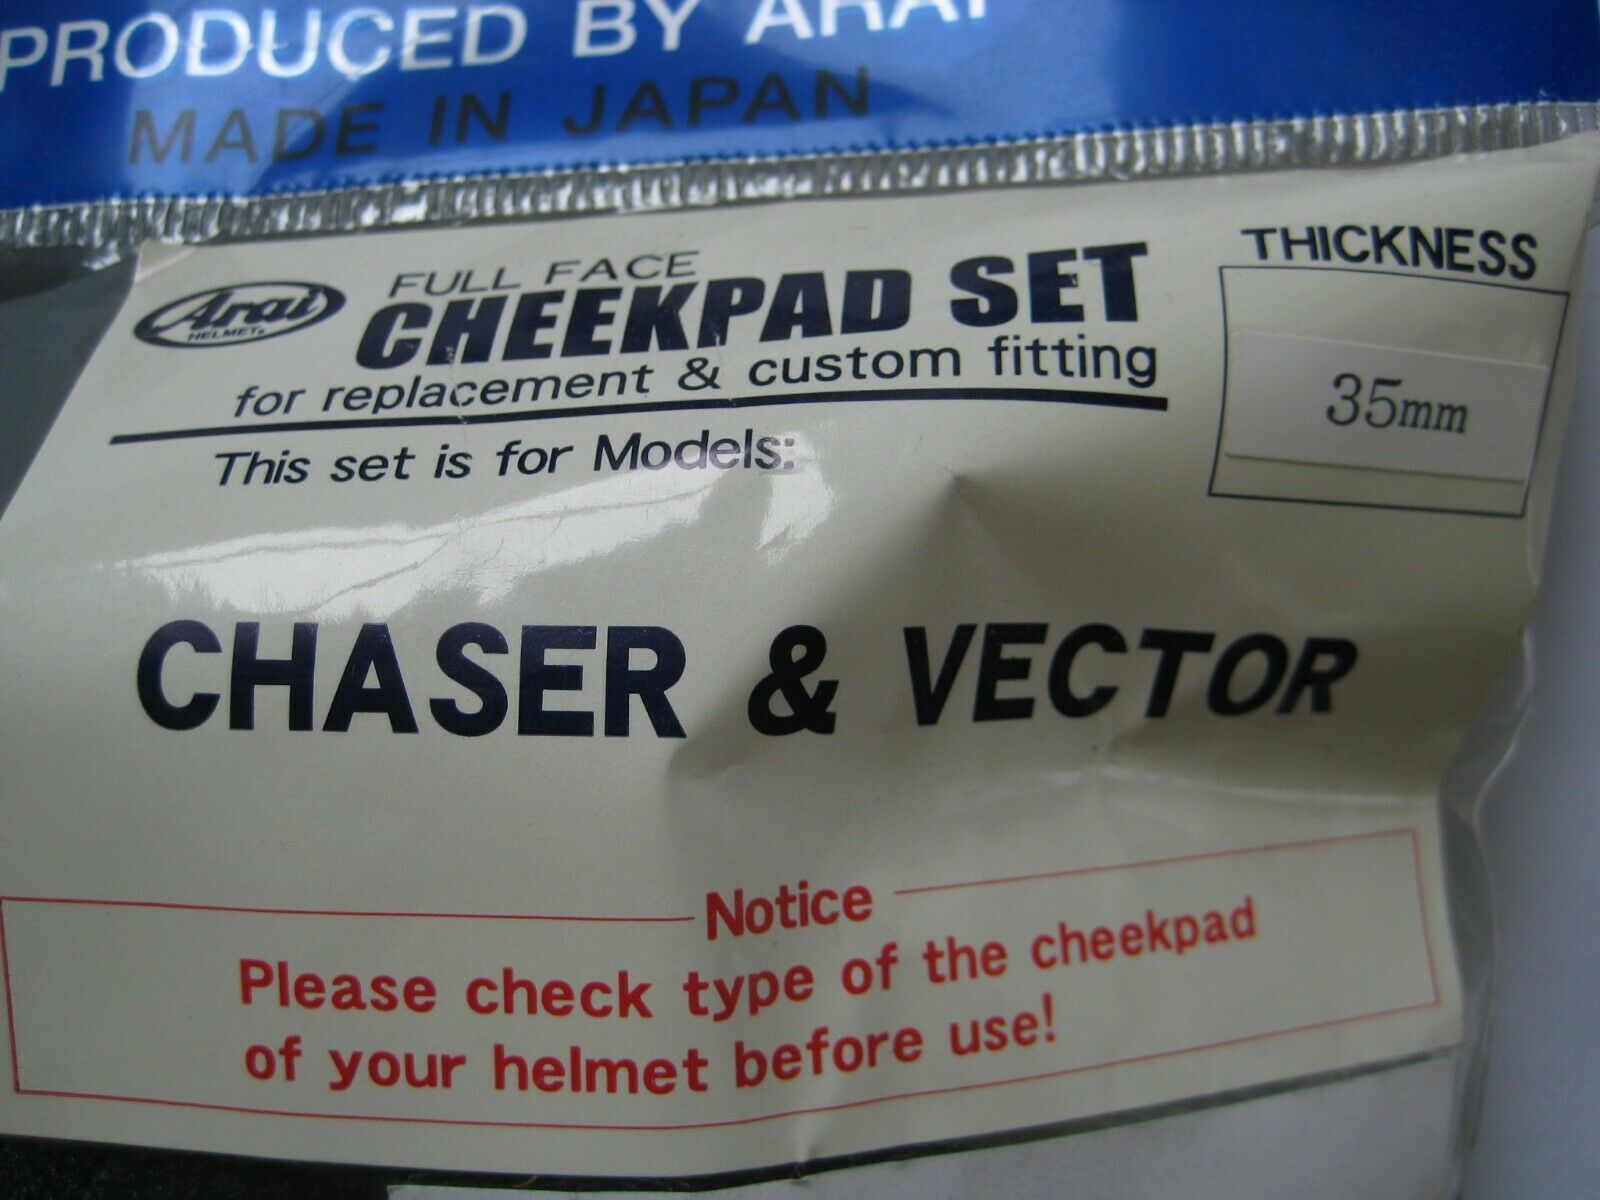 PRODUCED BY ARAI
MADE IN JAPAN
Arai
HELMET
FULL FACE
CHEEKPAD SET
for replacement & custom fitting
THICKNESS
35mm
This set is for Models:
CHASER & VECTOR
Notice
Please check type of the cheekpad
of your helmet before use!